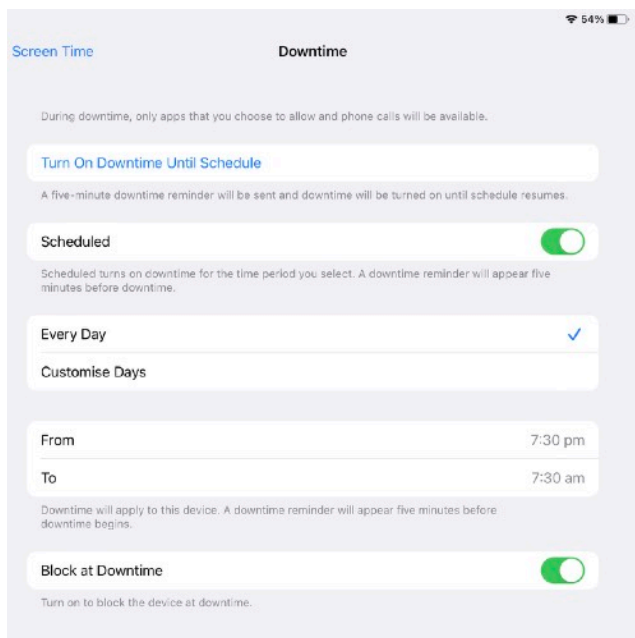 54%
Screen Time
Downtime
During downtime, only apps that you choose to allow and phone calls will be available.
Turn On Downtime Until Schedule
A five-minute downtime reminder will be sent and downtime will be turned on until schedule resumes.
Scheduled
Scheduled turns on downtime for the time period you select. A downtime reminder will appear five
minutes before downtime.
Every Day
Customise Days
From 7:30 pm
To 7:30 am
Downtime will apply to this device. A downtime reminder will appear five minutes before
downtime begins.
Block at Downtime
Turn on to block the device at downtime.